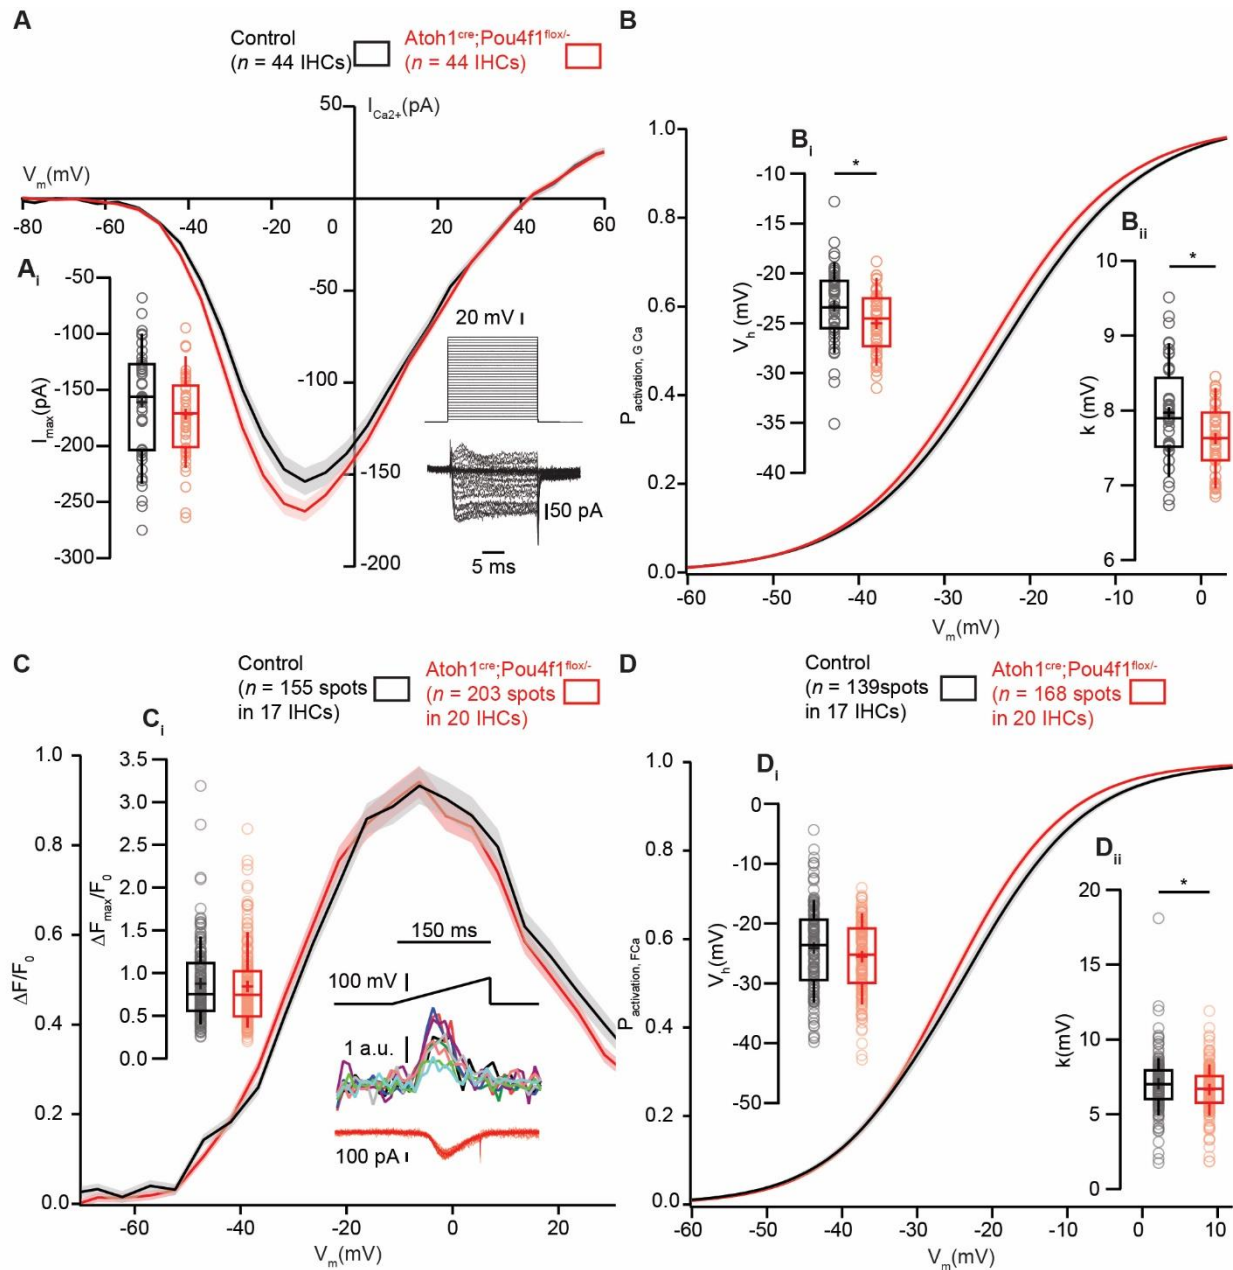 A
Control
(n = 44 IHCs)
Atoh1cre;Pou4f1flox/-
(n = 44 IHCs)
50
ICa2+(pA)
Vm(mV)
-80
-60
-40
-20
0
20
40
60
-50
-100
-150
-200
Ai
-50
-100
-150
-200
-250
-300
Imax(pA)
20 mV
50 pA
5 ms
B
1.0
0.8
0.6
0.4
0.2
0.0
Pactivation, G Ca
-60
-50
-40
-30
-20
-10
0
Vm(mV)
Bi
-10
-15
-20
-25
-30
-35
-40
Vh (mV)
*
Bii
10
9
8
7
6
k (mV)
*
C
Control
(n = 155 spots
in 17 IHCs)
Atoh1cre;Pou4f1flox/-
(n = 203 spots
in 20 IHCs)
1.0
0.8
0.6
0.4
0.2
0.0
ΔF/F0
-60
-40
-20
0
20
Vm(mV)
Ci
3.5
3.0
2.5
2.0
1.5
1.0
0.5
0.0
ΔFmax/F0
150 ms
100 mV
1 a.u.
100 pA
D
Control
(n = 139spots
in 17 IHCs)
Atoh1cre;Pou4f1flox/-
(n = 168 spots
in 20 IHCs)
1.0
0.8
0.6
0.4
0.2
0.0
Pactivation, FCa
-60
-50
-40
-30
-20
-10
0
10
Vm(mV)
Di
0
-10
-20
-30
-40
-50
Vh(mV)
Dii
20
15
10
5
0
k(mV)
*